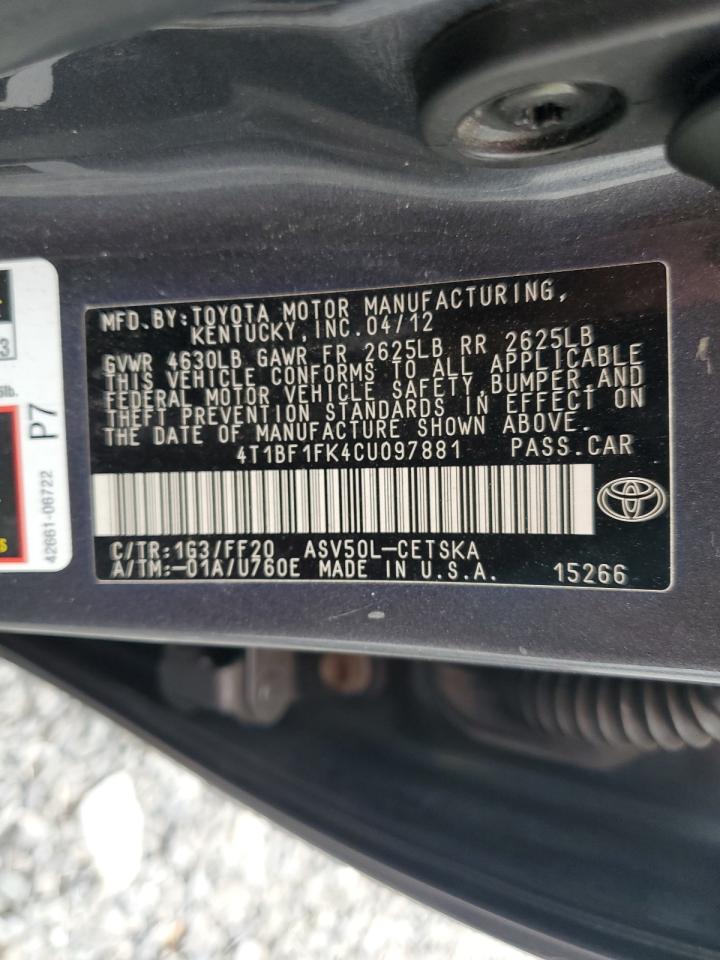 MFD.BY:TOYOTA MOTOR MANUFACTURING,
KENTUCKY,INC.04/12
GVWR 4630LB GAWR FR 2625LB RR 2625LB
THIS VEHICLE CONFORMS TO ALL APPLICABLE
FEDERAL MOTOR VEHICLE SAFETY,BUMPER,AND
THEFT PREVENTION STANDARDS IN EFFECT ON
THE DATE OF MANUFACTURE SHOWN ABOVE.
4T1BF1FK4CU097881 PASS.CAR
C/TR:1G3/FF20 ASV50L-CETSKA
A/TM:-01A/U760E MADE IN U.S.A. 15266
3
lb.
P7
42661-06722